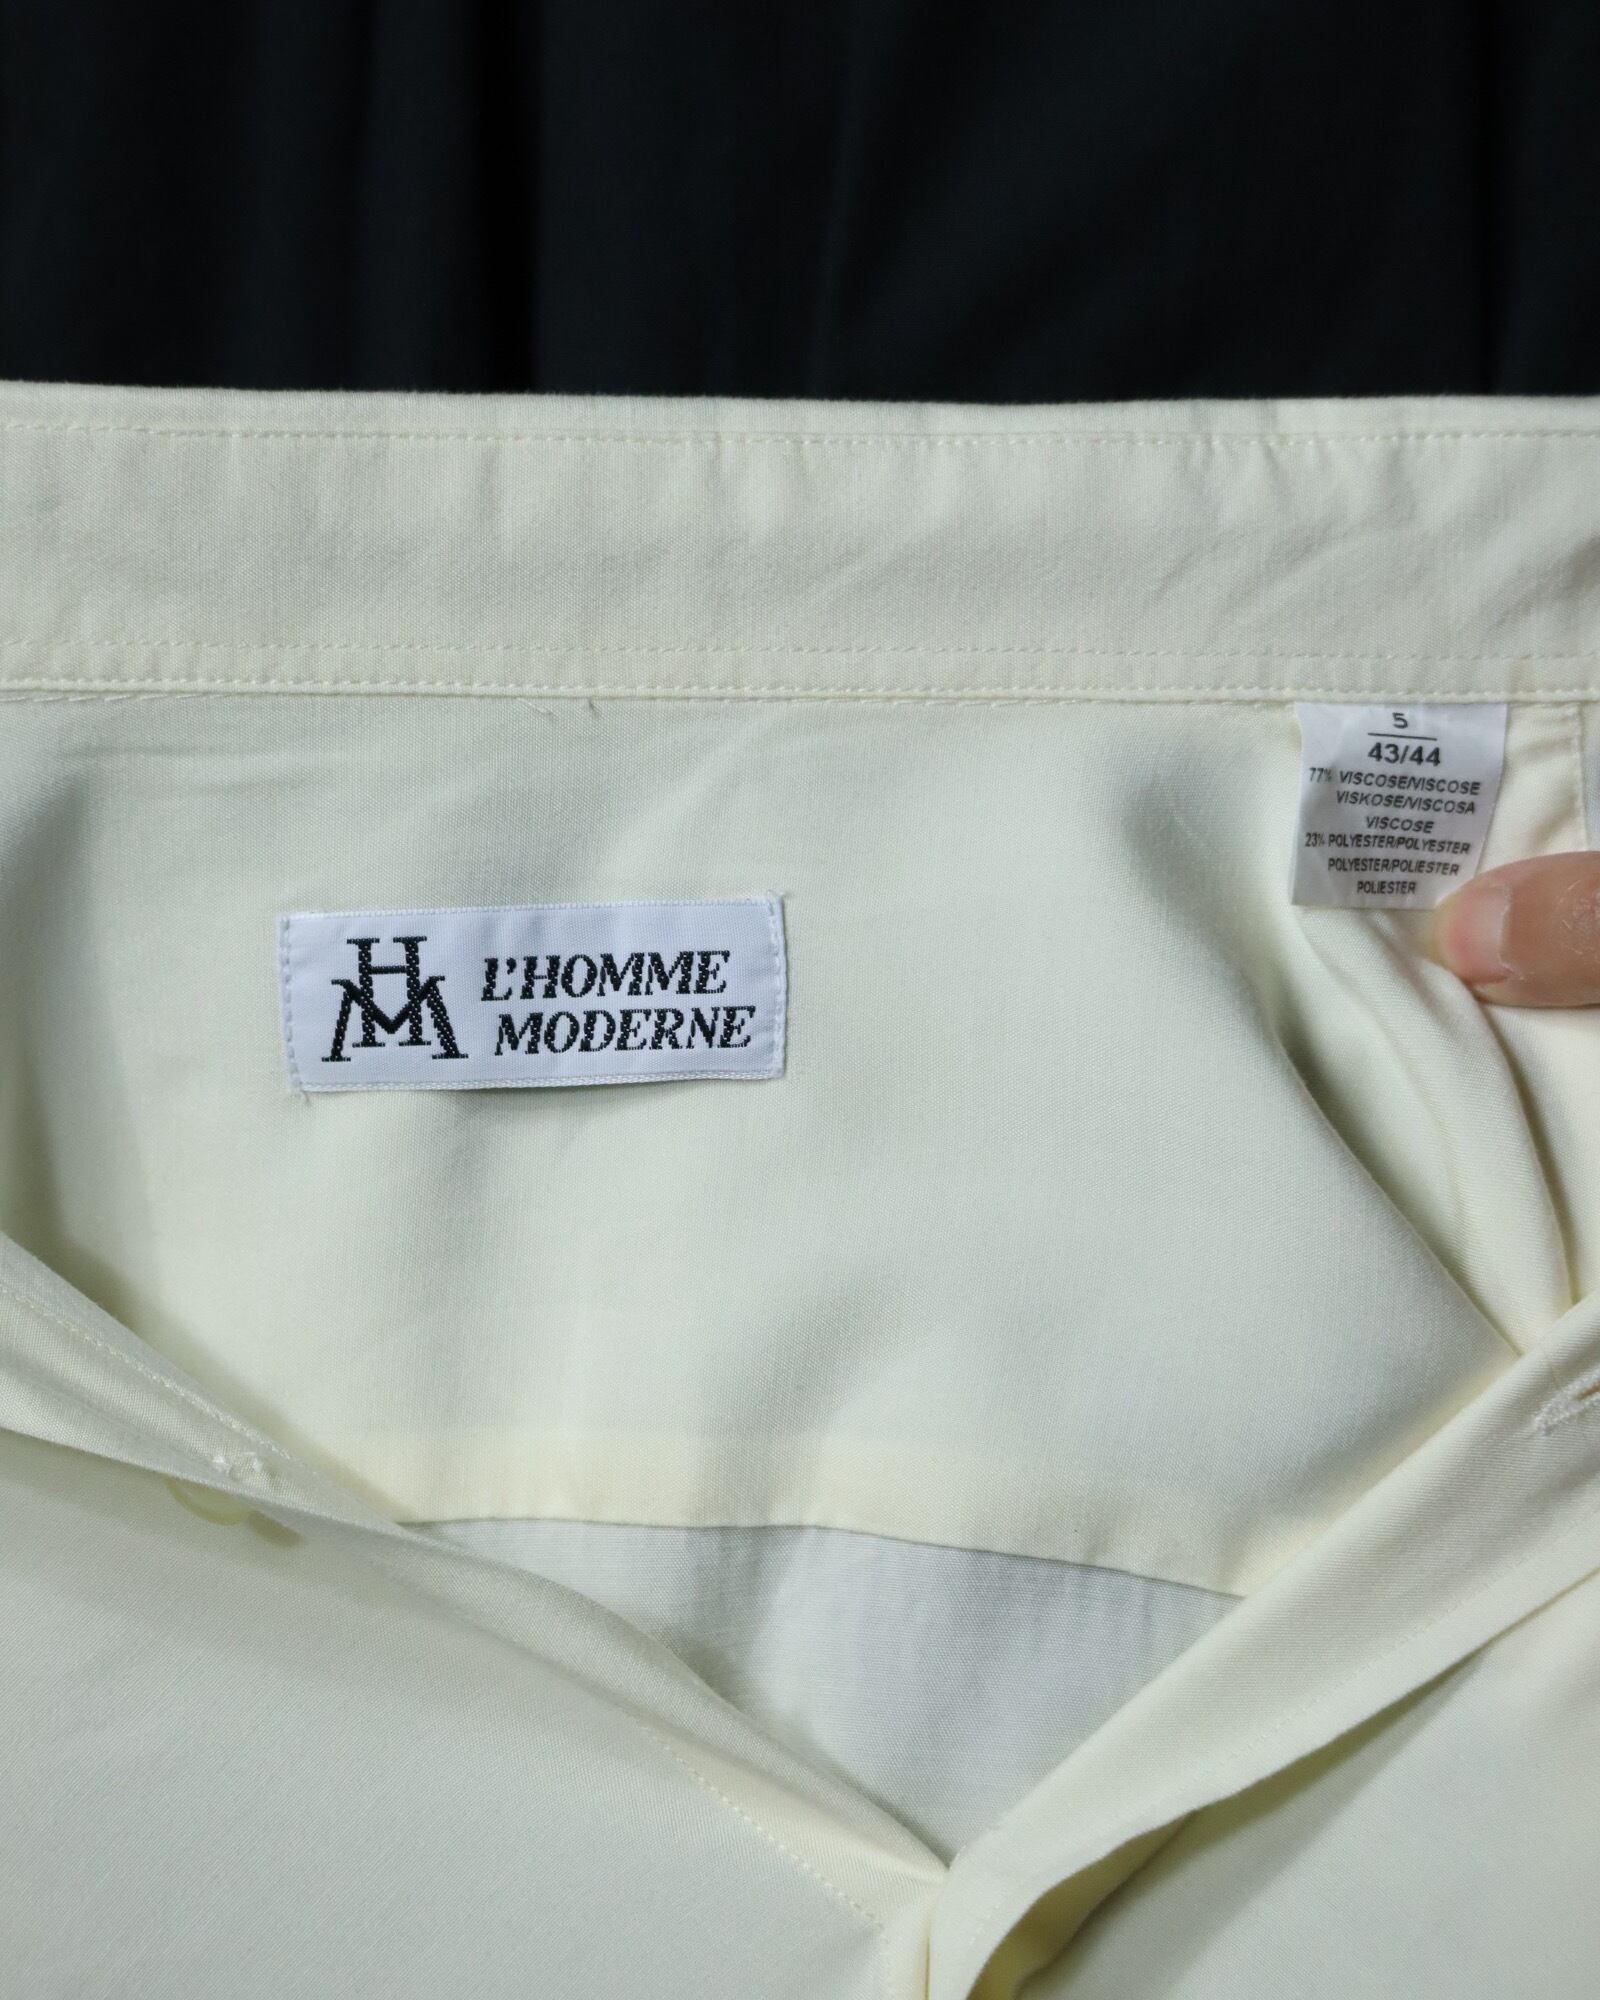 HM L'HOMME
MODERNE
5
43/44
77% VISCOSE/VISCOSE
VISKOSE/VISCOSA
VISCOSE
23% POLYESTER/POLYESTER
POLYESTER/POLIESTER
POLIESTER